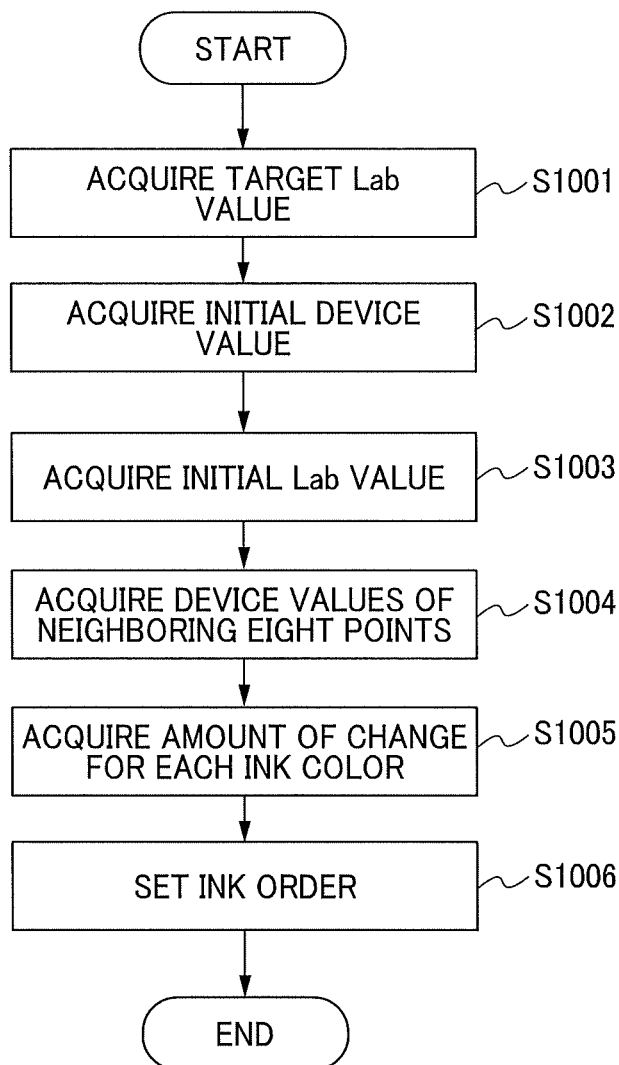 START
ACQUIRE TARGET Lab
VALUE
S1001
ACQUIRE INITIAL DEVICE
VALUE
S1002
ACQUIRE INITIAL Lab VALUE
S1003
ACQUIRE DEVICE VALUES OF
NEIGHBORING EIGHT POINTS
S1004
ACQUIRE AMOUNT OF CHANGE
FOR EACH INK COLOR
S1005
SET INK ORDER
S1006
END